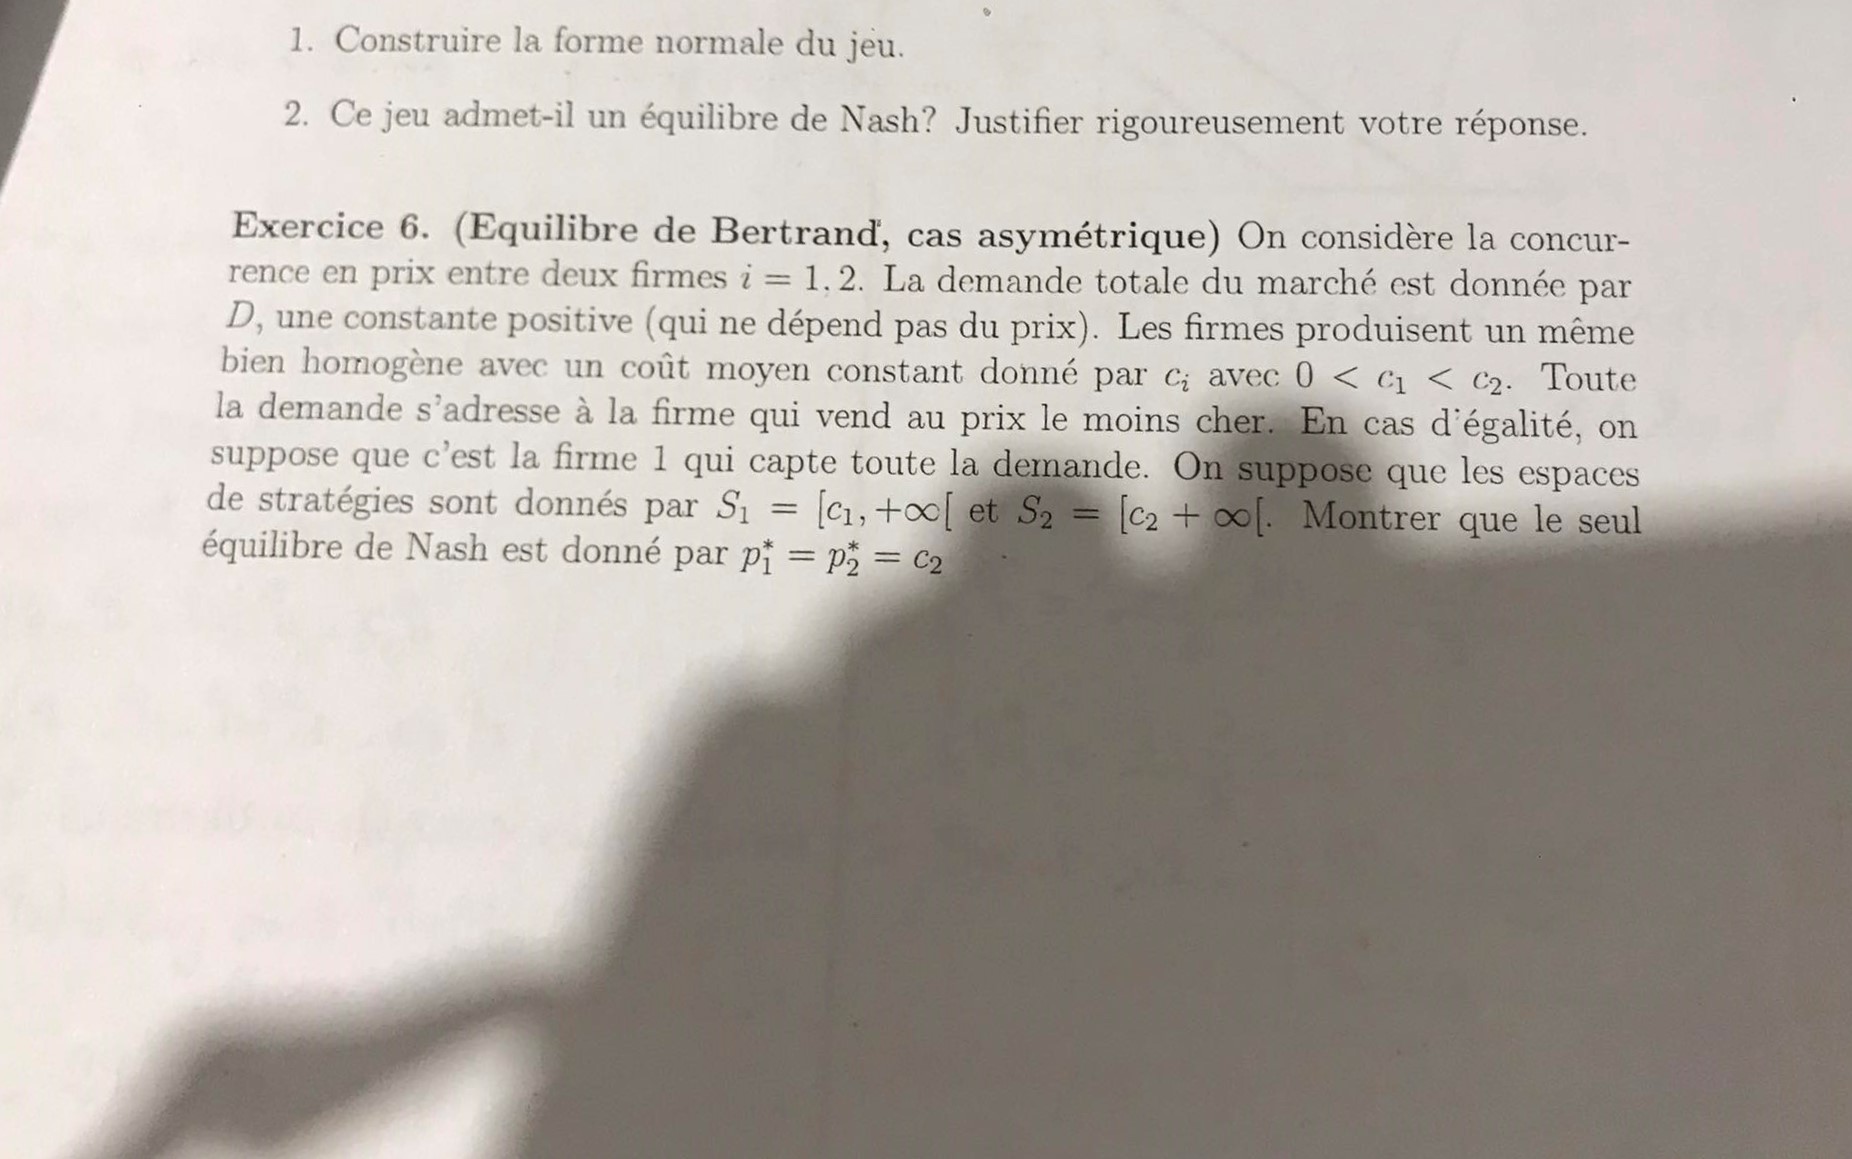 1. Construire la forme normale du jeu.
2. Ce jeu admet-il un équilibre de Nash? Justifier rigoureusement votre réponse.
Exercice 6. (Equilibre de Bertrand, cas asymétrique) On considère la concur-
rence en prix entre deux firmes i = 1, 2. La demande totale du marché est donnée par
D, une constante positive (qui ne dépend pas du prix). Les firmes produisent un même
bien homogène avec un coût moyen constant donné par c_i avec 0 < c_1 < c_2. Toute
la demande s'adresse à la firme qui vend au prix le moins cher. En cas d'égalité, on
suppose que c'est la firme 1 qui capte toute la demande. On suppose que les espaces
de stratégies sont donnés par S_1 = [c_1, +∞[ et S_2 = [c_2 + ∞[. Montrer que le seul
équilibre de Nash est donné par p_1^* = p_2^* = c_2